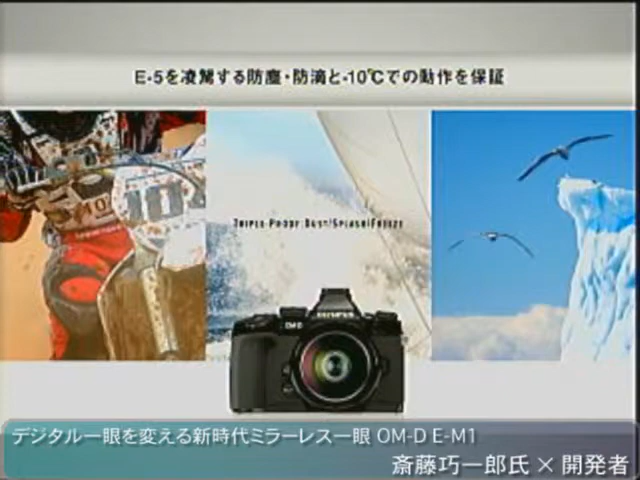 E-5を凌駕する防塵・防滴と-10℃での動作を保証
TRIPLE PROOF: DUST/SPLASH/FREEZE
OLYMPUS
OM-D
デジタル一眼を変える新時代ミラーレス一眼 OM-D E-M1
斎藤巧一郎氏 × 開発者